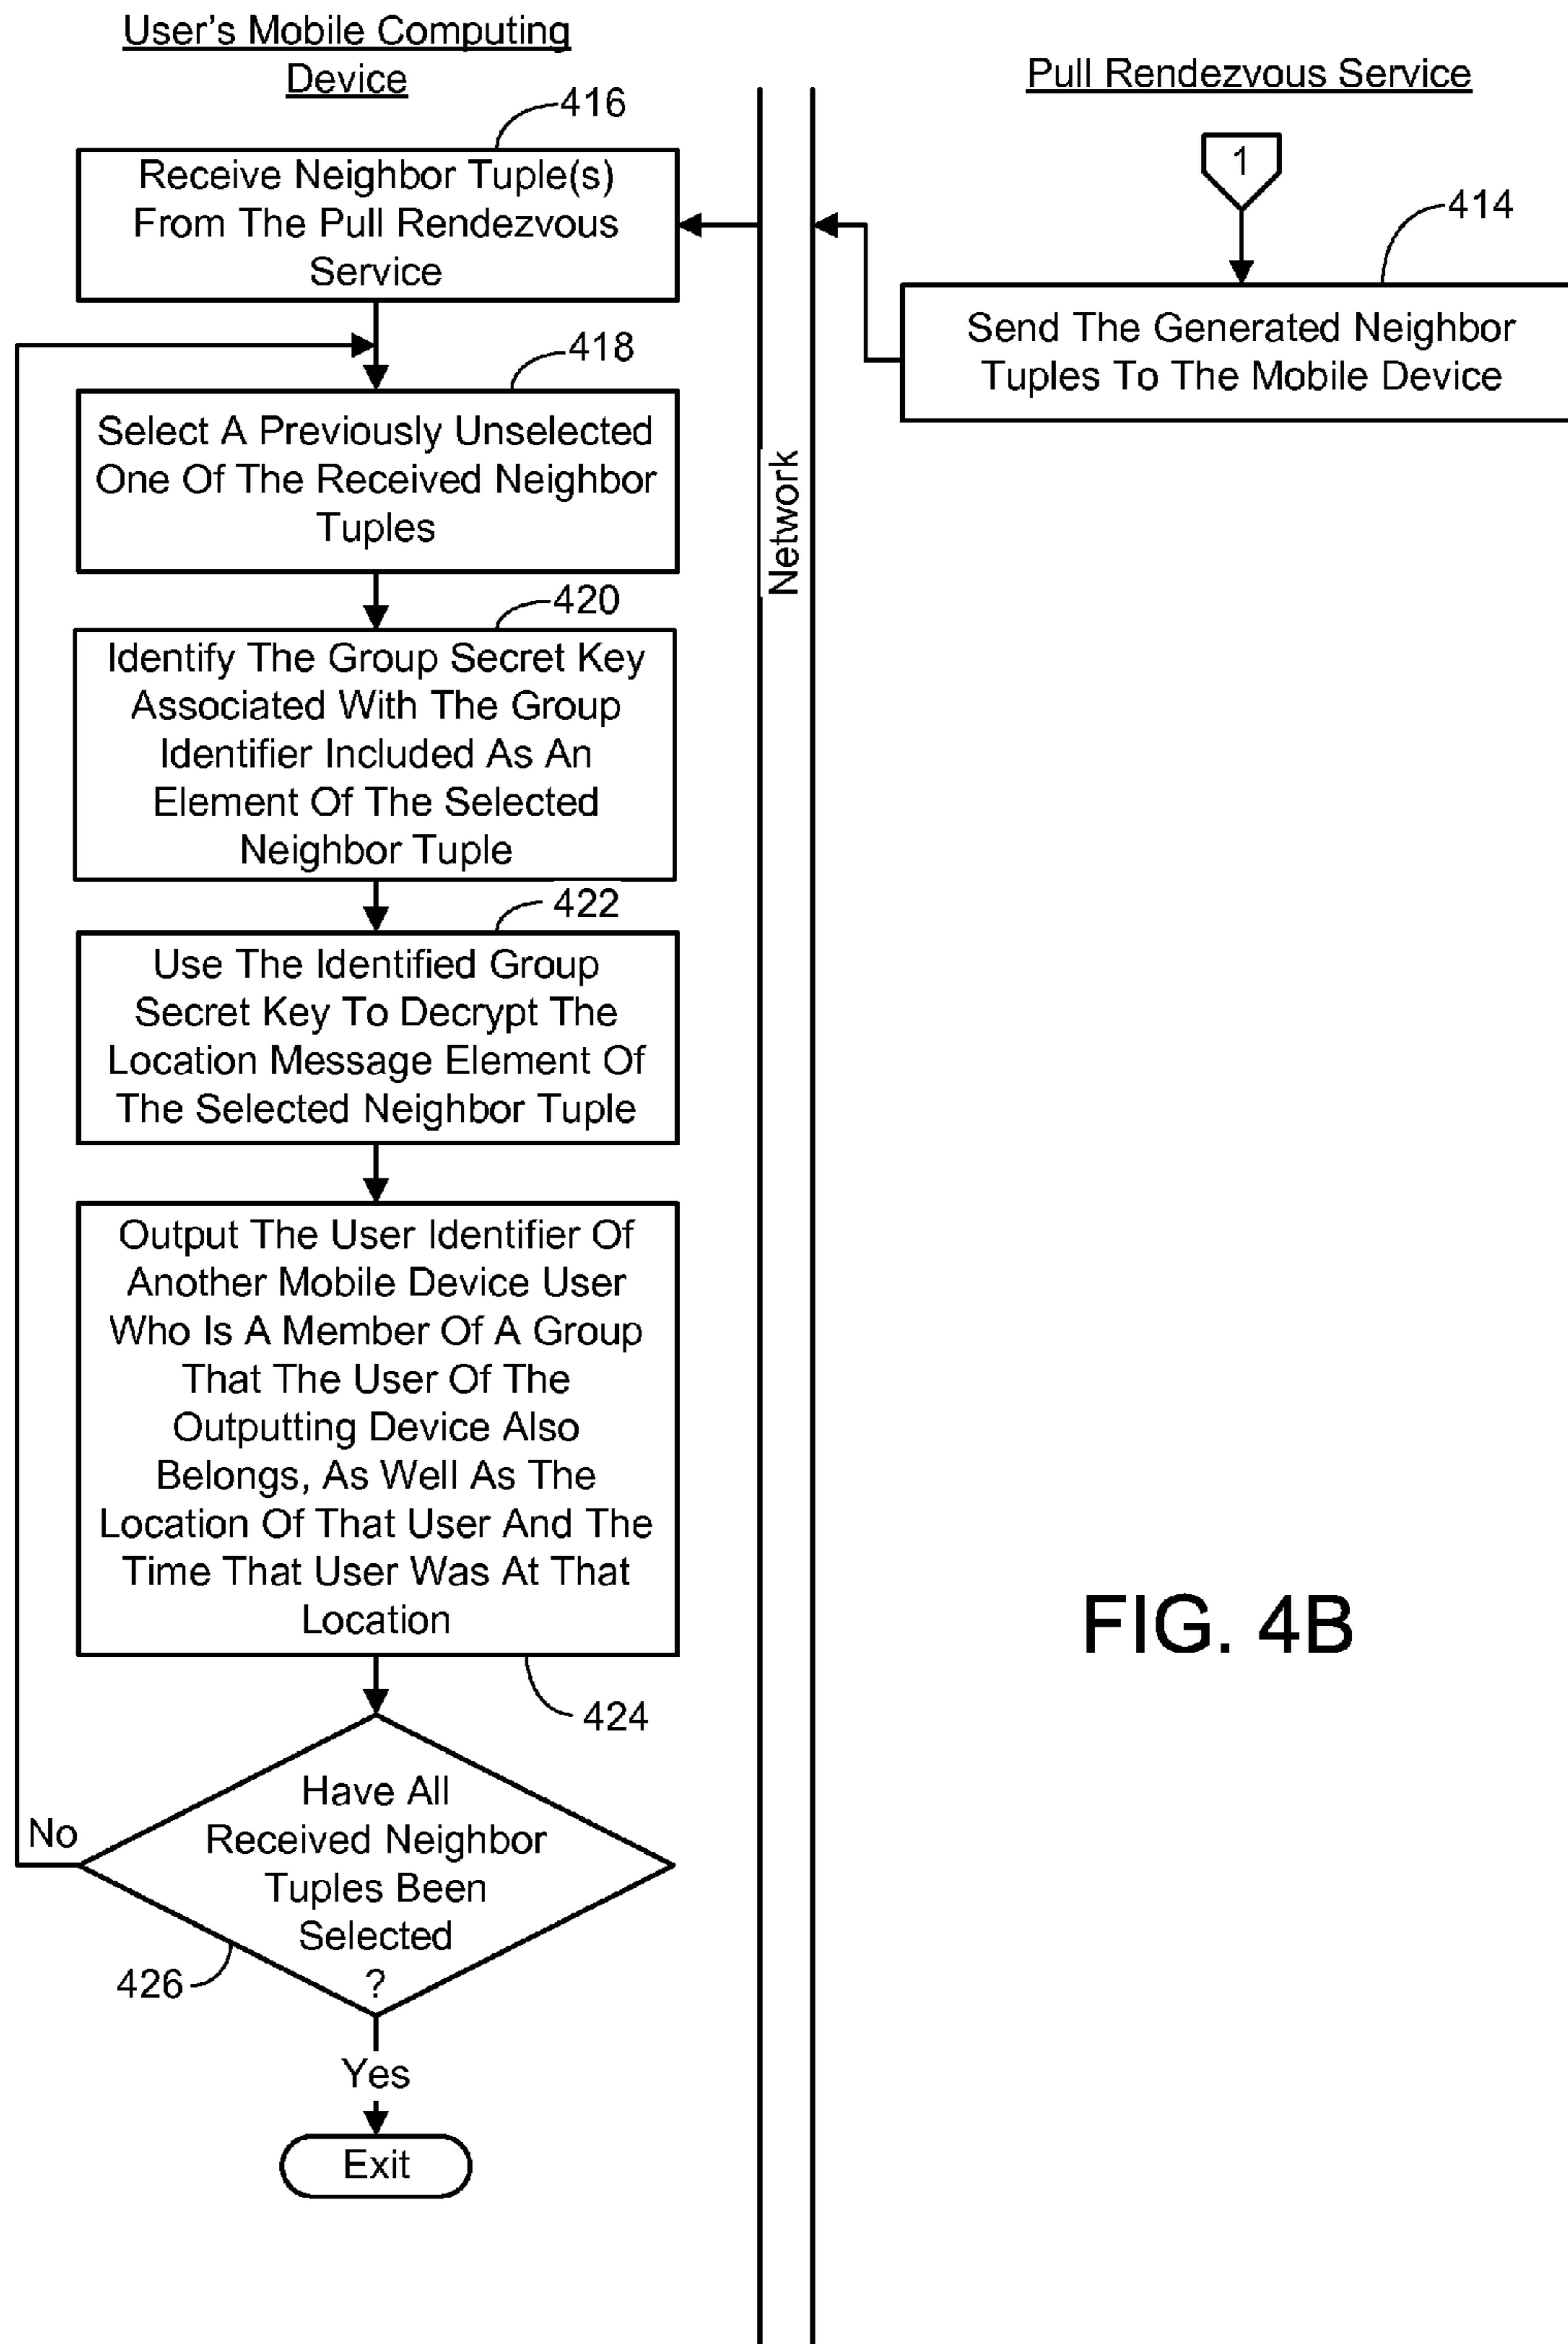 User's Mobile Computing
Device
416
Receive Neighbor Tuple(s)
From The Pull Rendezvous
Service
418
Select A Previously Unselected
One Of The Received Neighbor
Tuples
420
Identify The Group Secret Key
Associated With The Group
Identifier Included As An
Element Of The Selected
Neighbor Tuple
422
Use The Identified Group
Secret Key To Decrypt The
Location Message Element Of
The Selected Neighbor Tuple
Output The User Identifier Of
Another Mobile Device User
Who Is A Member Of A Group
That The User Of The
Outputting Device Also
Belongs, As Well As The
Location Of That User And The
Time That User Was At That
Location
424
Have All
Received Neighbor
Tuples Been
Selected
?
No
426
Yes
Exit
Network
Pull Rendezvous Service
1
414
Send The Generated Neighbor
Tuples To The Mobile Device
FIG. 4B